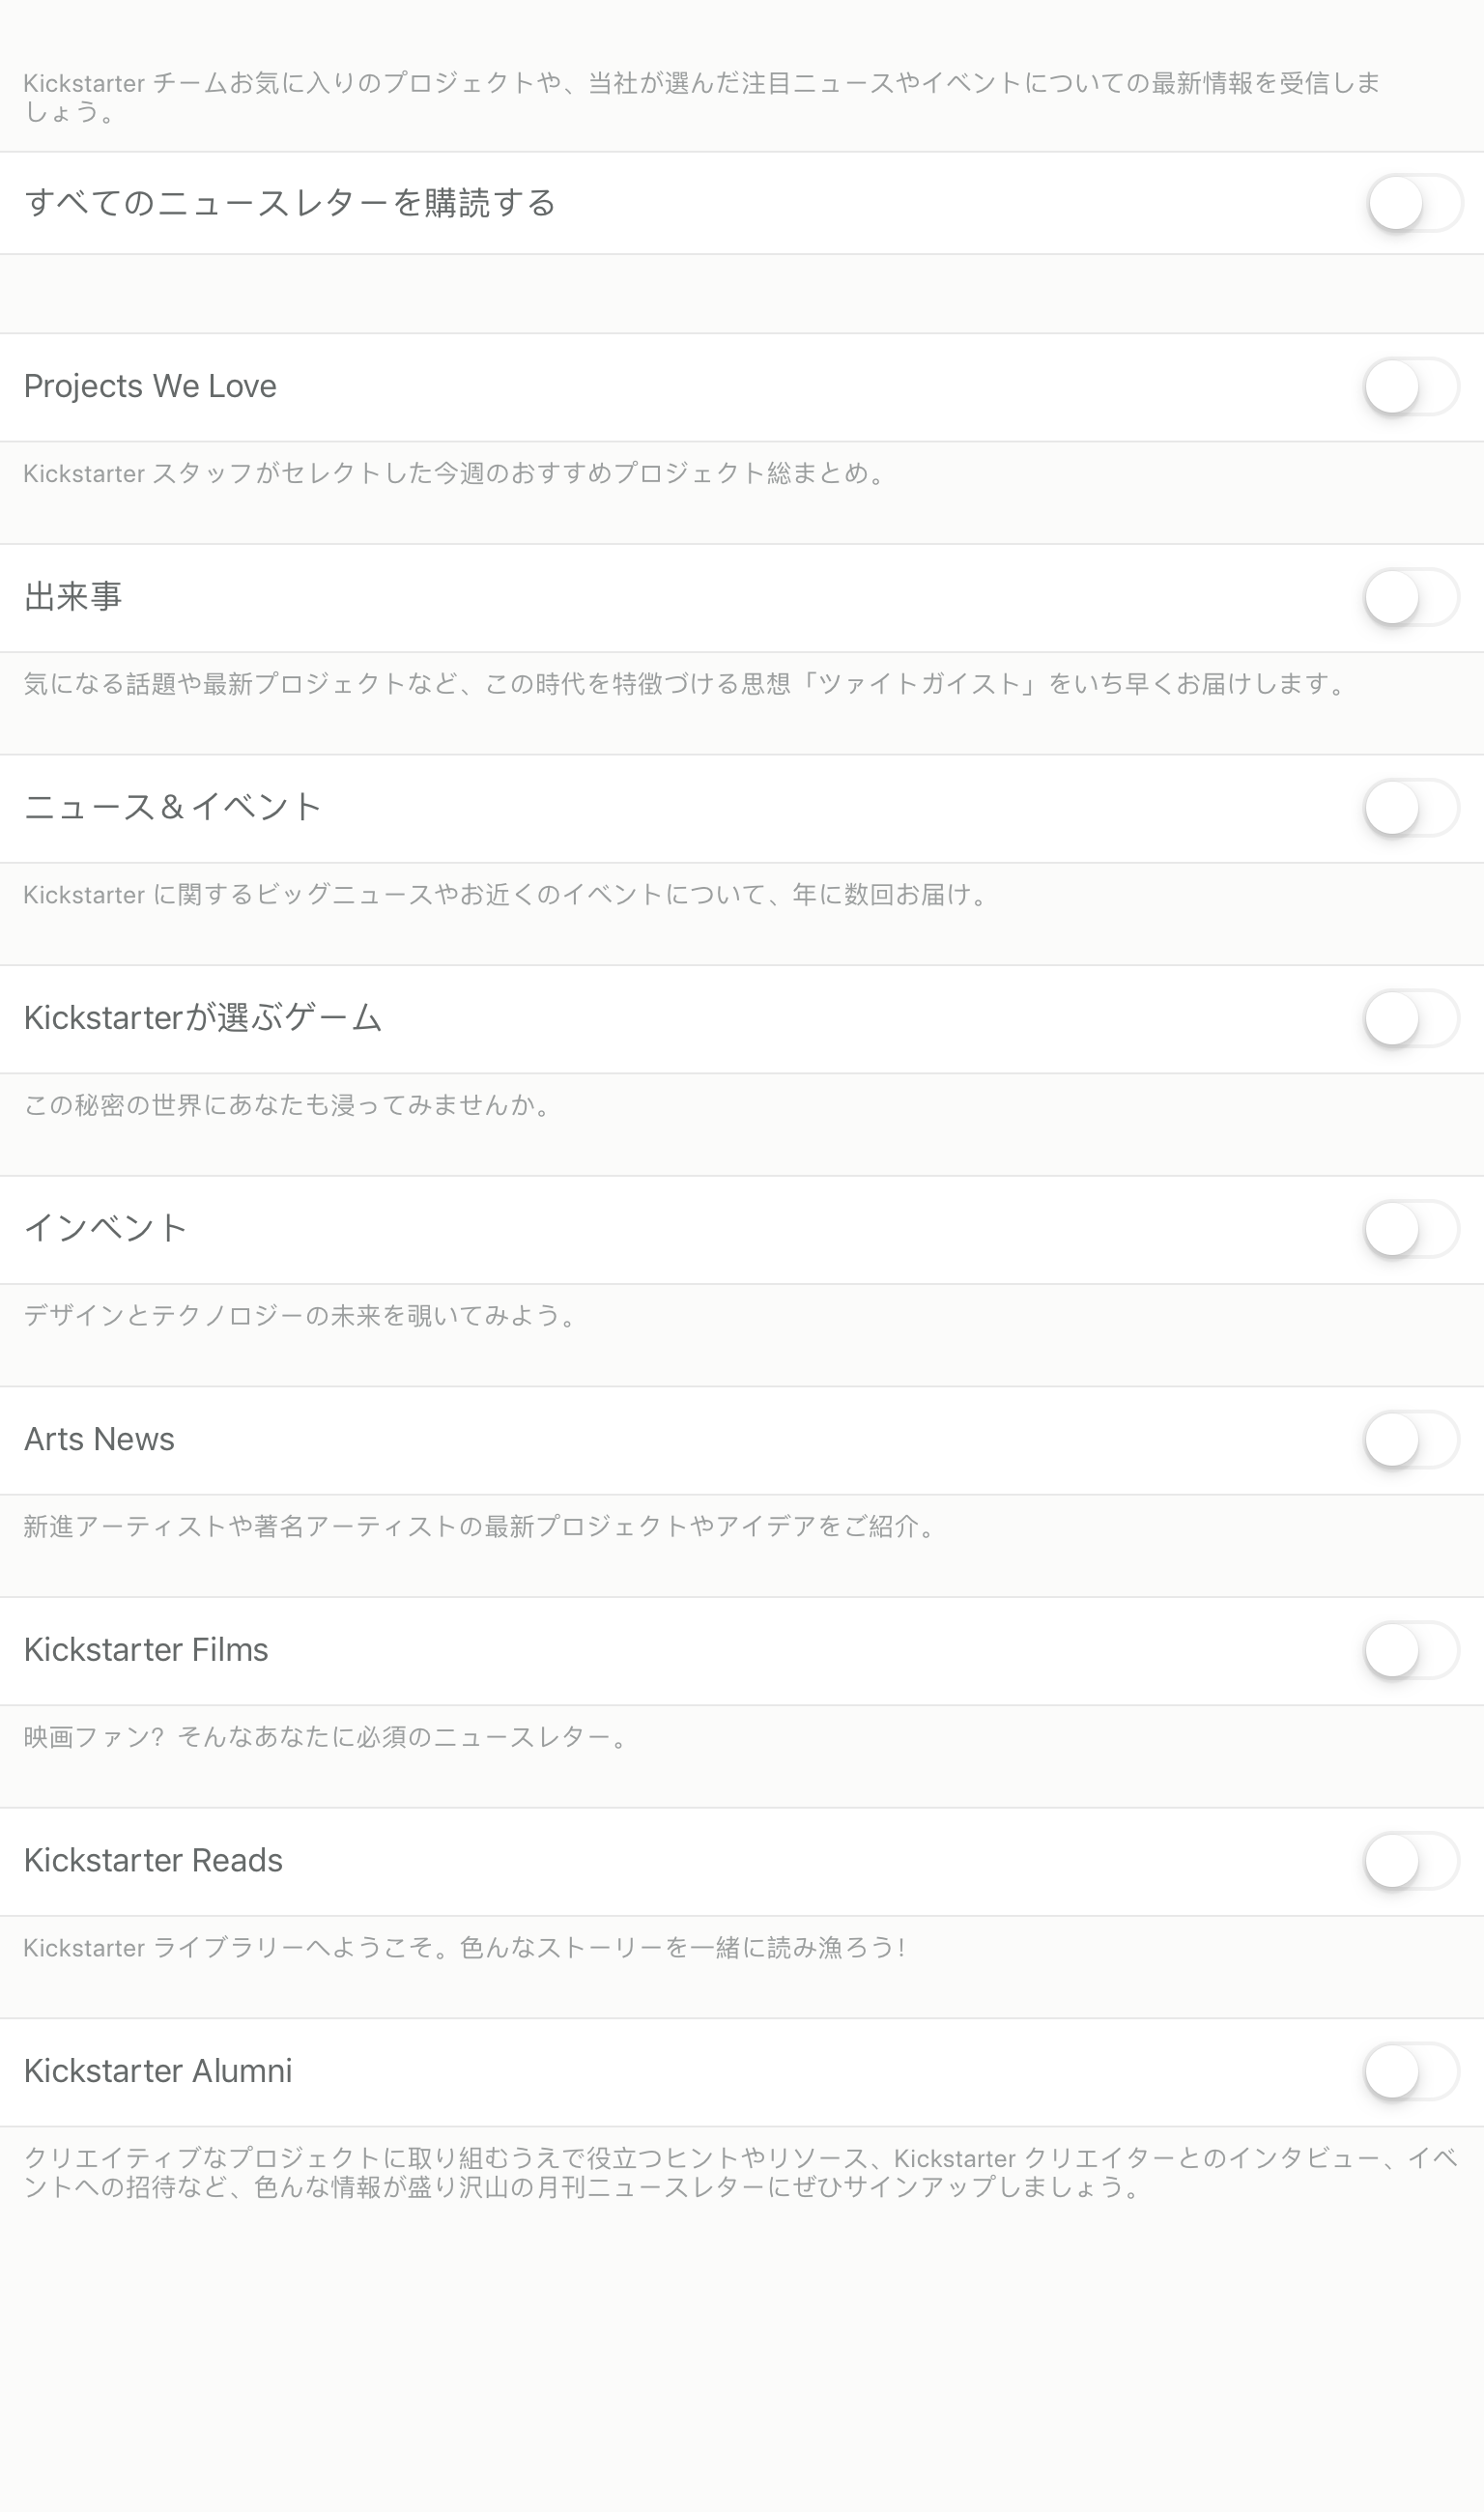 Kickstarter チームお気に入りのプロジェクトや、当社が選んだ注目ニュースやイベントについての最新情報を受信しま
しょう。
すべてのニュースレターを購読する
Projects We Love
Kickstarter スタッフがセレクトした今週のおすすめプロジェクト総まとめ。
出来事
気になる話題や最新プロジェクトなど、この時代を特徴づける思想「ツァイトガイスト」をいち早くお届けします。
ニュース＆イベント
Kickstarter に関するビッグニュースやお近くのイベントについて、年に数回お届け。
Kickstarterが選ぶゲーム
この秘密の世界にあなたも浸ってみませんか。
インベント
デザインとテクノロジーの未来を覗いてみよう。
Arts News
新進アーティストや著名アーティストの最新プロジェクトやアイデアをご紹介。
Kickstarter Films
映画ファン？そんなあなたに必須のニュースレター。
Kickstarter Reads
Kickstarter ライブラリーへようこそ。色んなストーリーを一緒に読み漁ろう！
Kickstarter Alumni
クリエイティブなプロジェクトに取り組むうえで役立つヒントやリソース、Kickstarter クリエイターとのインタビュー、イベ
ントへの招待など、色んな情報が盛り沢山の月刊ニュースレターにぜひサインアップしましょう。